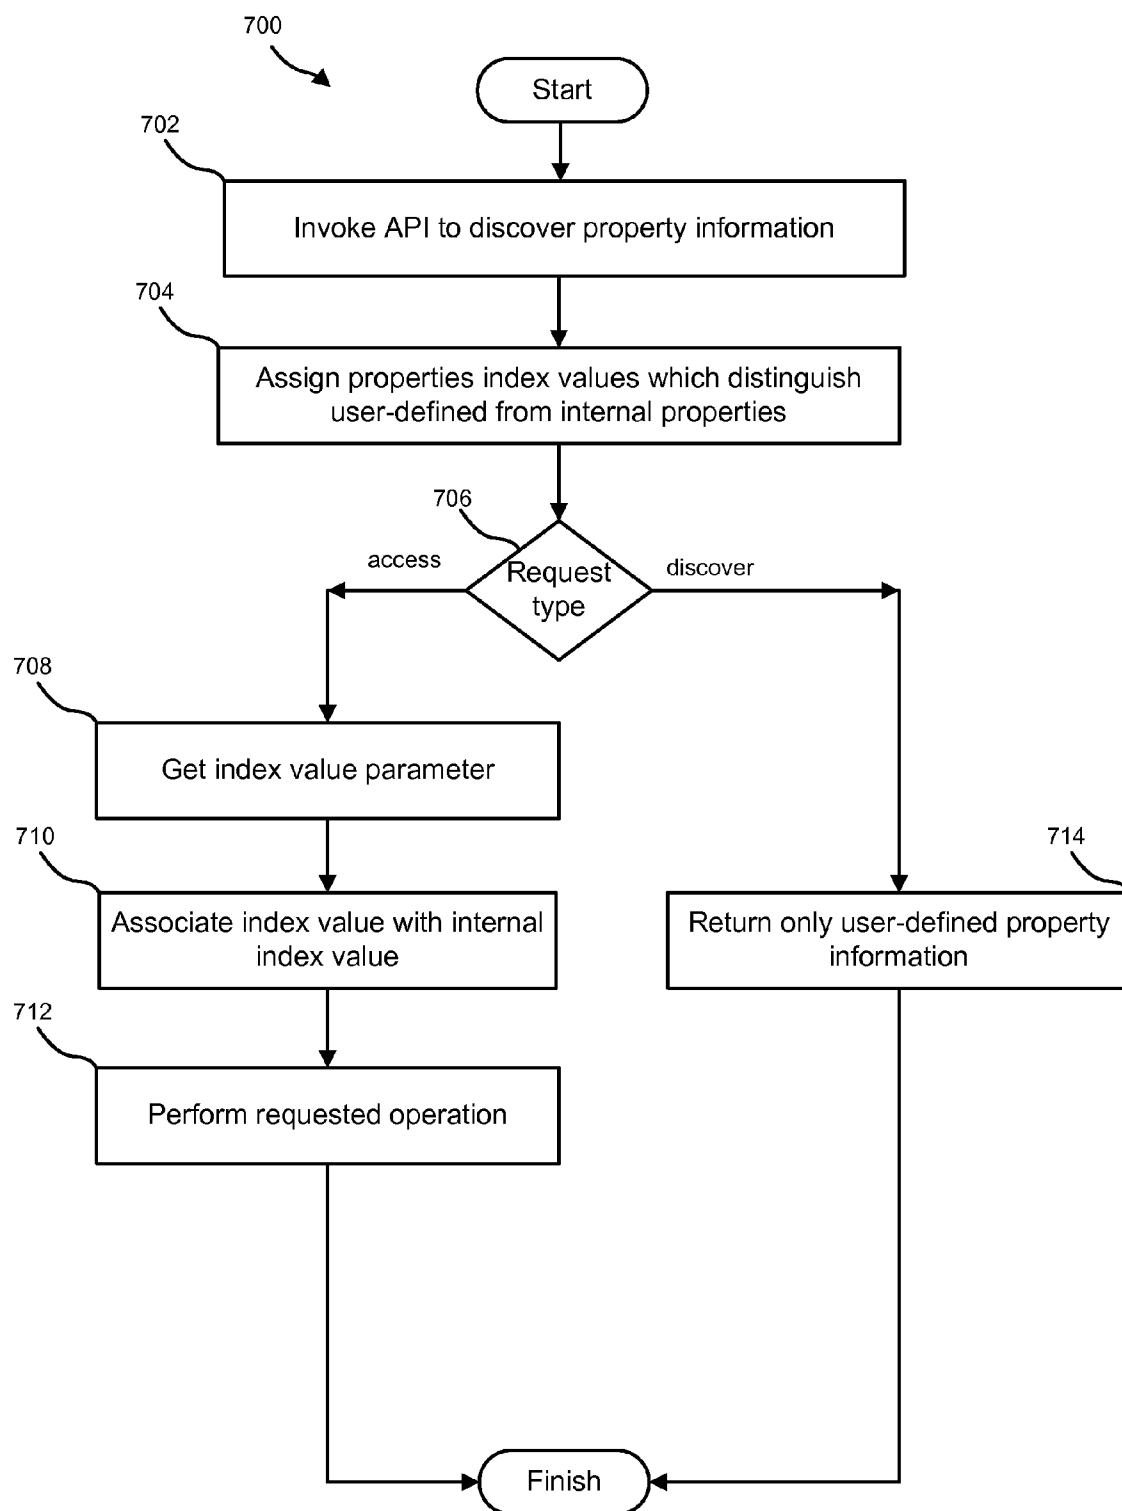 700
Start
702
Invoke API to discover property information
704
Assign properties index values which distinguish
user-defined from internal properties
706
access
Request
type
discover
708
Get index value parameter
710
Associate index value with internal
index value
714
Return only user-defined property
information
712
Perform requested operation
Finish